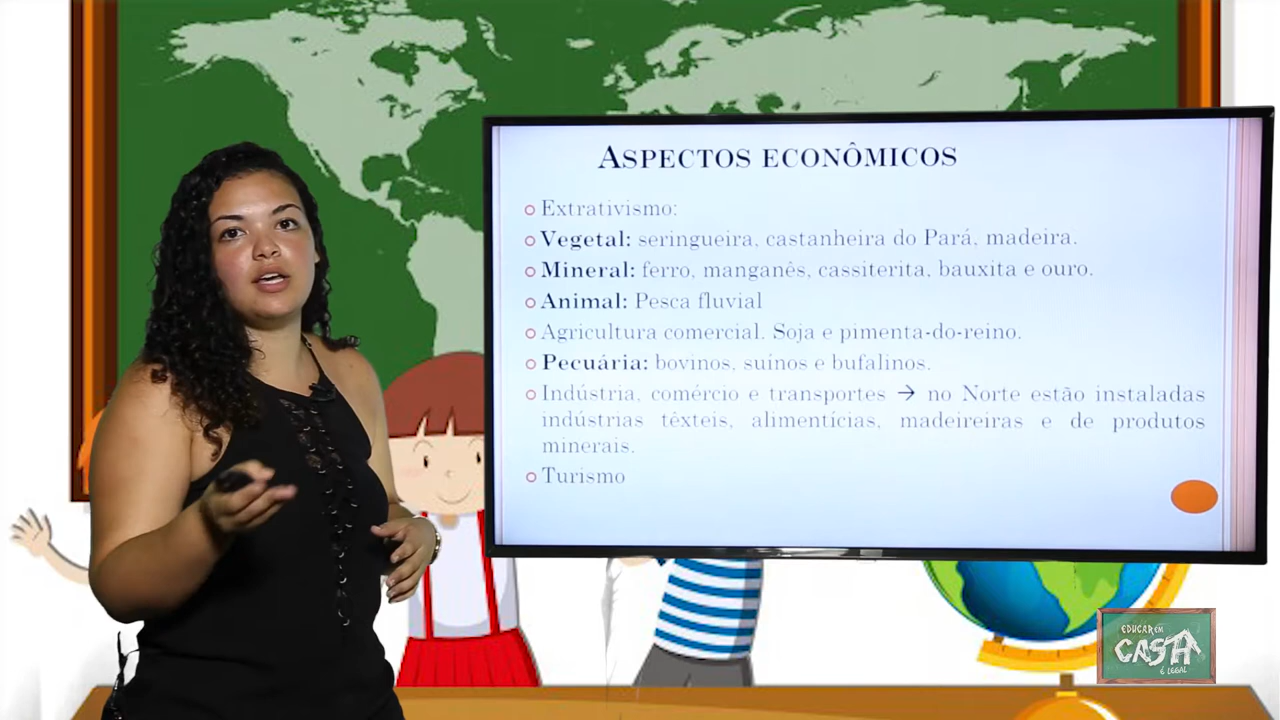 ASPECTOS ECONÔMICOS
Extrativismo:
Vegetal: seringueira, castanheira do Pará, madeira.
Mineral: ferro, manganês, cassiterita, bauxita e ouro.
Animal: Pesca fluvial
Agricultura comercial. Soja e pimenta-do-reino.
Pecuária: bovinos, suínos e bufalinos.
Indústria, comércio e transportes → no Norte estão instaladas
indústrias têxteis, alimentícias, madeireiras e de produtos
minerais.
Turismo
EDUCAR EM
CASA
É LEGAL